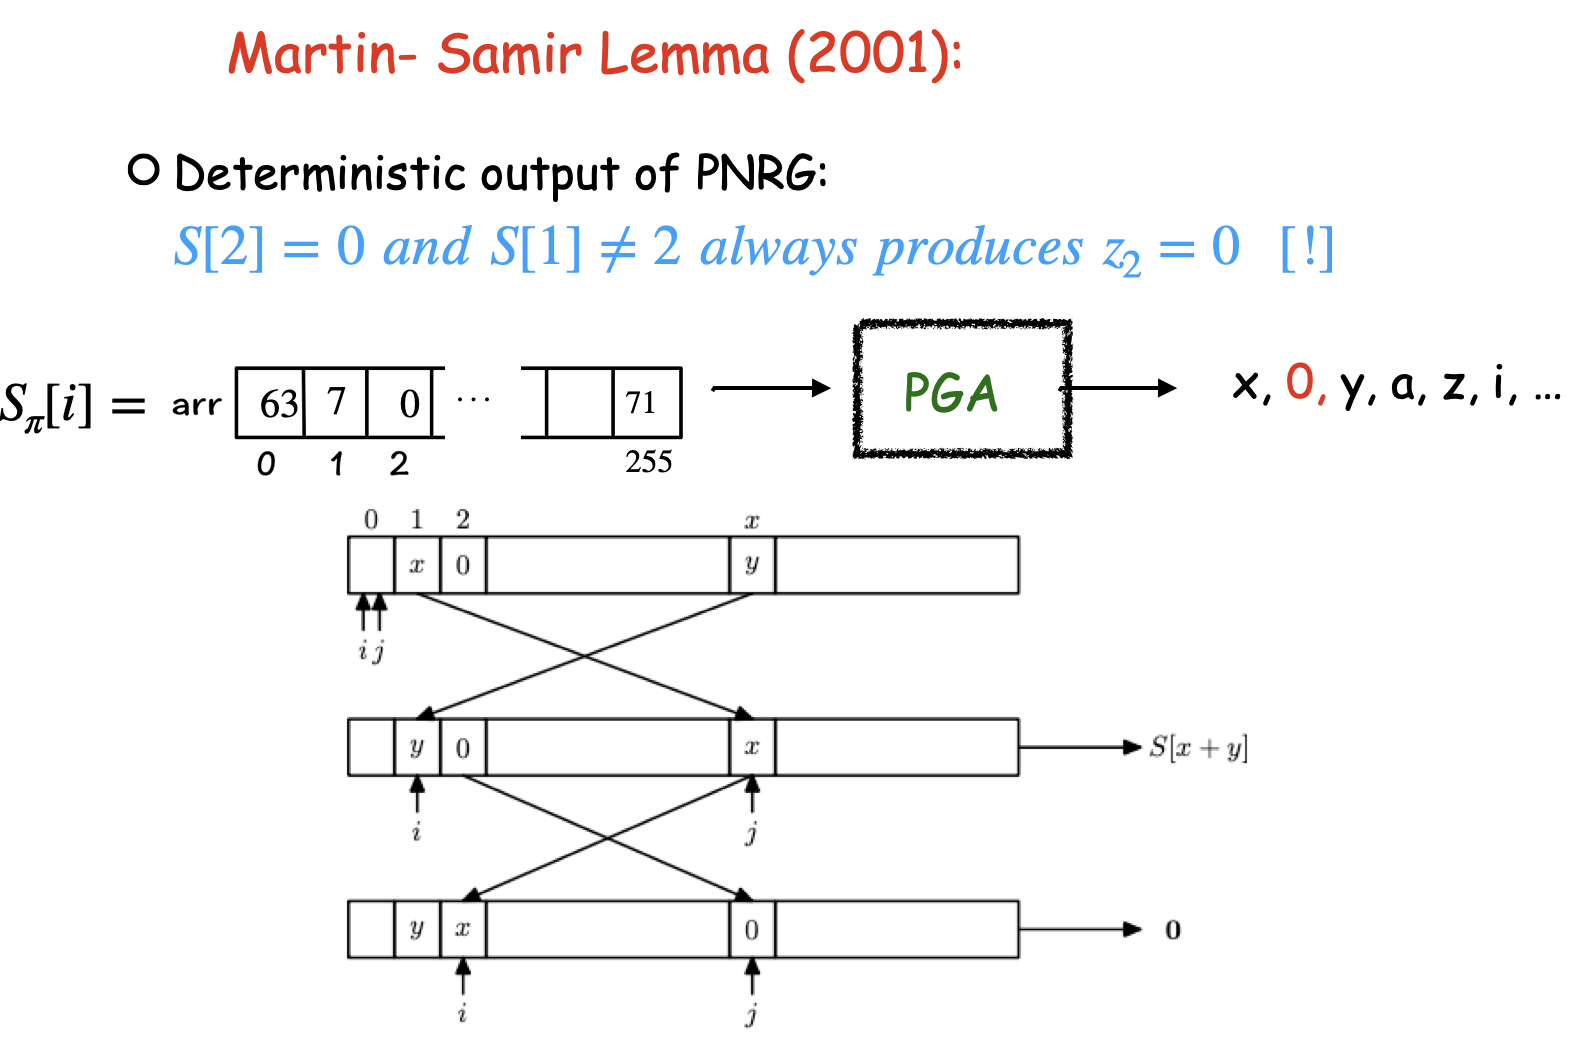 Martin- Samir Lemma (2001):
Deterministic output of PNRG:
S[2] = 0 and S[1] ≠ 2 always produces z₂ = 0 [!]
Sπ[i] = arr 63 7 0 ... 71 PGA x, 0, y, a, z, i, ...
0 1 2 255
0 1 2 x
x 0 y
i j
y 0 x S[x + y]
i j
y x 0 0
i j